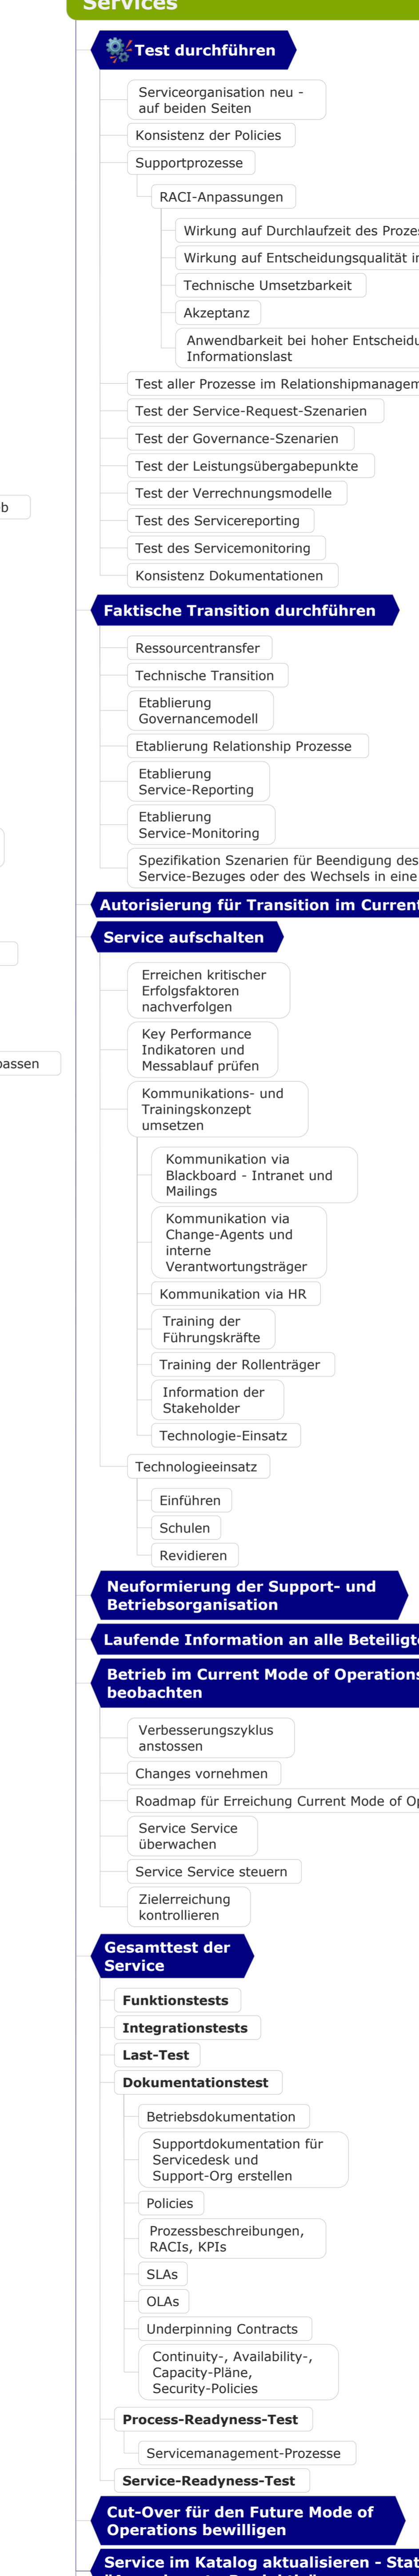 Services
Test durchführen
Serviceorganisation neu -
auf beiden Seiten
Konsistenz der Policies
Supportprozesse
RACI-Anpassungen
Wirkung auf Durchlaufzeit des
Wirkung auf Entscheidungsqualität
Technische Umsetzbarkeit
Akzeptanz
Anwendbarkeit bei hoher
Informationslast
Test aller Prozesse im
Test der Service-Request-Szenarien
Test der Governance-Szenarien
Test der Leistungsübergabepunkte
Test der Verrechnungsmodelle
Test des Servicereporting
b
Test des Servicemonitoring
Konsistenz Dokumentationen
Faktische Transition durchführen
Ressourcentransfer
Technische Transition
Etablierung
Governancemodell
Etablierung Relationship Prozesse
Etablierung
Service-Reporting
Etablierung
Service-Monitoring
Spezifikation Szenarien für Beendigung des
Service-Bezuges oder des Wechsels in eine
Autorisierung für Transition im Current
Service aufschalten
Erreichen kritischer
Erfolgsfaktoren
nachverfolgen
Key Performance
Indikatoren und
Messablauf prüfen
passen
Kommunikations- und
Trainingskonzept
umsetzen
Kommunikation via
Blackboard - Intranet und
Mailings
Kommunikation via
Change-Agents und
interne
Verantwortungsträger
Kommunikation via HR
Training der
Führungskräfte
Training der Rollenträger
Information der
Stakeholder
Technologie-Einsatz
Technologieeinsatz
Einführen
Schulen
Revidieren
Neuformierung der Support- und
Betriebsorganisation
Laufende Information an alle
Betrieb im Current Mode of Operations
beobachten
Verbesserungszyklus
anstossen
Changes vornehmen
Roadmap für Erreichung Current Mode of
Service Service
überwachen
Service Service steuern
Zielerreichung
kontrollieren
Gesamttest der
Service
Funktionstests
Integrationstests
Last-Test
Dokumentationstest
Betriebsdokumentation
Supportdokumentation für
Servicedesk und
Support-Org erstellen
Policies
Prozessbeschreibungen,
RACIs, KPIs
SLAs
OLAs
Underpinning Contracts
Continuity-, Availability-,
Capacity-Pläne,
Security-Policies
Process-Readyness-Test
Servicemanagement-Prozesse
Service-Readyness-Test
Cut-Over für den Future Mode of
Operations bewilligen
Service im Katalog aktualisieren -